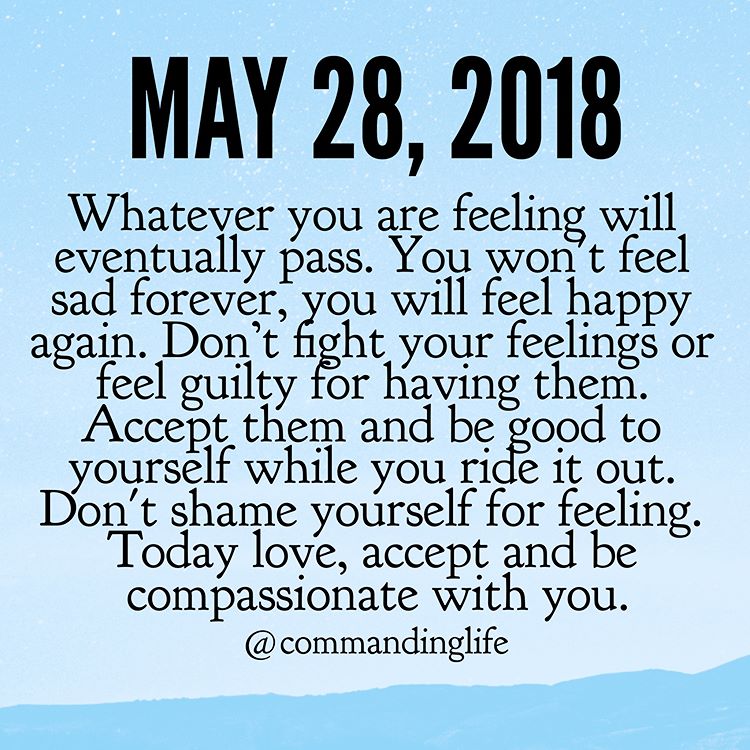 MAY 28, 2018
Whatever you are feeling will
eventually pass. You won't feel
sad forever, you will feel happy
again. Don't fight your feelings or
feel guilty for having them.
Accept them and be good to
yourself while you ride it out.
Don't shame yourself for feeling.
Today love, accept and be
compassionate with you.
@commandinglife